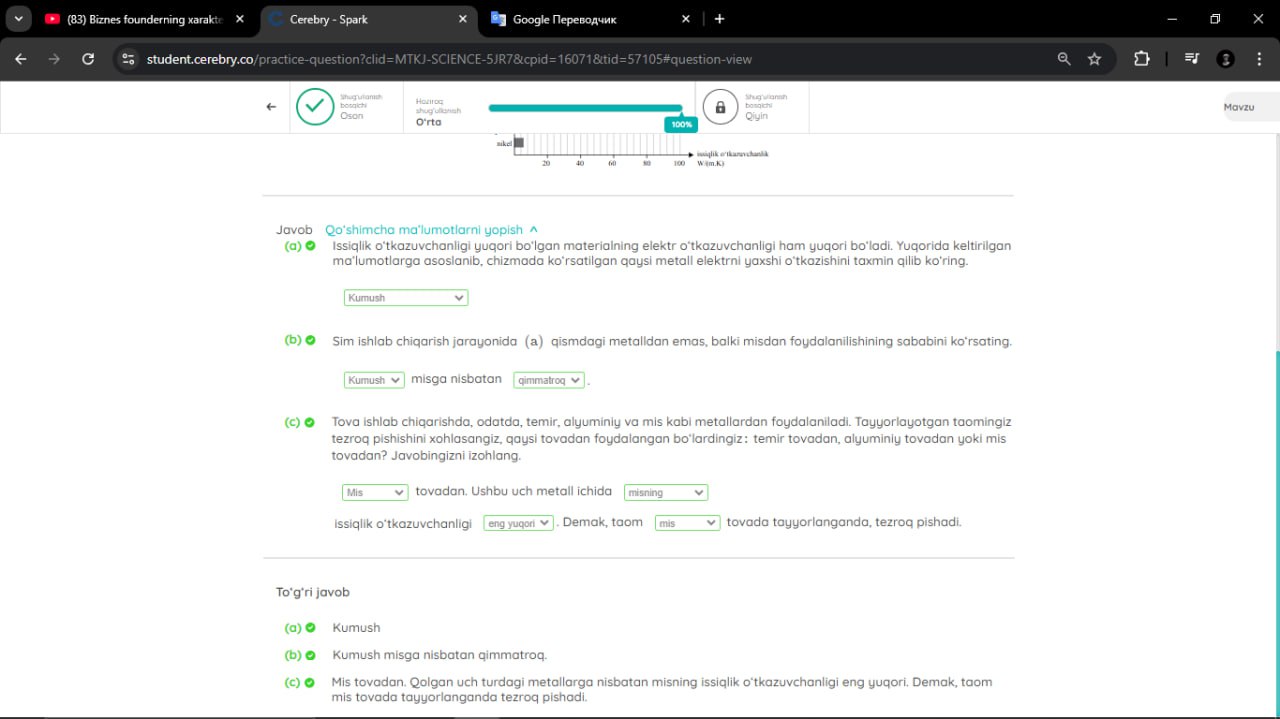 (83) Biznes founderning xarakte
Cerebry - Spark
Google Переводчик
student.cerebry.co/practice-question?clid=MTKJ-SCIENCE-5JR7&cpid=16071&tid=57105#question-view
Shug'ullanish bosqichi
Oson
Hoziroq shug'ullanish
O'rta
100%
Shug'ullanish bosqichi
Qiyin
Mavzu
nikel
20 40 60 80 100
issiqlik o'tkazuvchanlik
W/(m.K)
Javob Qo'shimcha ma'lumotlarni yopish
(a) Issiqlik o'tkazuvchanligi yuqori bo'lgan materialning elektr o'tkazuvchanligi ham yuqori bo'ladi. Yuqorida keltirilgan
ma'lumotlarga asoslanib, chizmada ko'rsatilgan qaysi metall elektrni yaxshi o'tkazishini taxmin qilib ko'ring.
Kumush
(b) Sim ishlab chiqarish jarayonida (a) qismdagi metalldan emas, balki misdan foydalanilishining sababini ko'rsating.
Kumush misga nisbatan qimmatroq .
(c) Tova ishlab chiqarishda, odatda, temir, alyuminiy va mis kabi metallardan foydalaniladi. Tayyorlayotgan taomingiz
tezroq pishishini xohlasangiz, qaysi tovadan foydalangan bo'lardingiz: temir tovadan, alyuminiy tovadan yoki mis
tovadan? Javobingizni izohlang.
Mis tovadan. Ushbu uch metall ichida misning
issiqlik o'tkazuvchanligi eng yuqori . Demak, taom mis tovada tayyorlanganda, tezroq pishadi.
To'g'ri javob
(a) Kumush
(b) Kumush misga nisbatan qimmatroq.
(c) Mis tovadan. Qolgan uch turdagi metallarga nisbatan misning issiqlik o'tkazuvchanligi eng yuqori. Demak, taom
mis tovada tayyorlanganda tezroq pishadi.